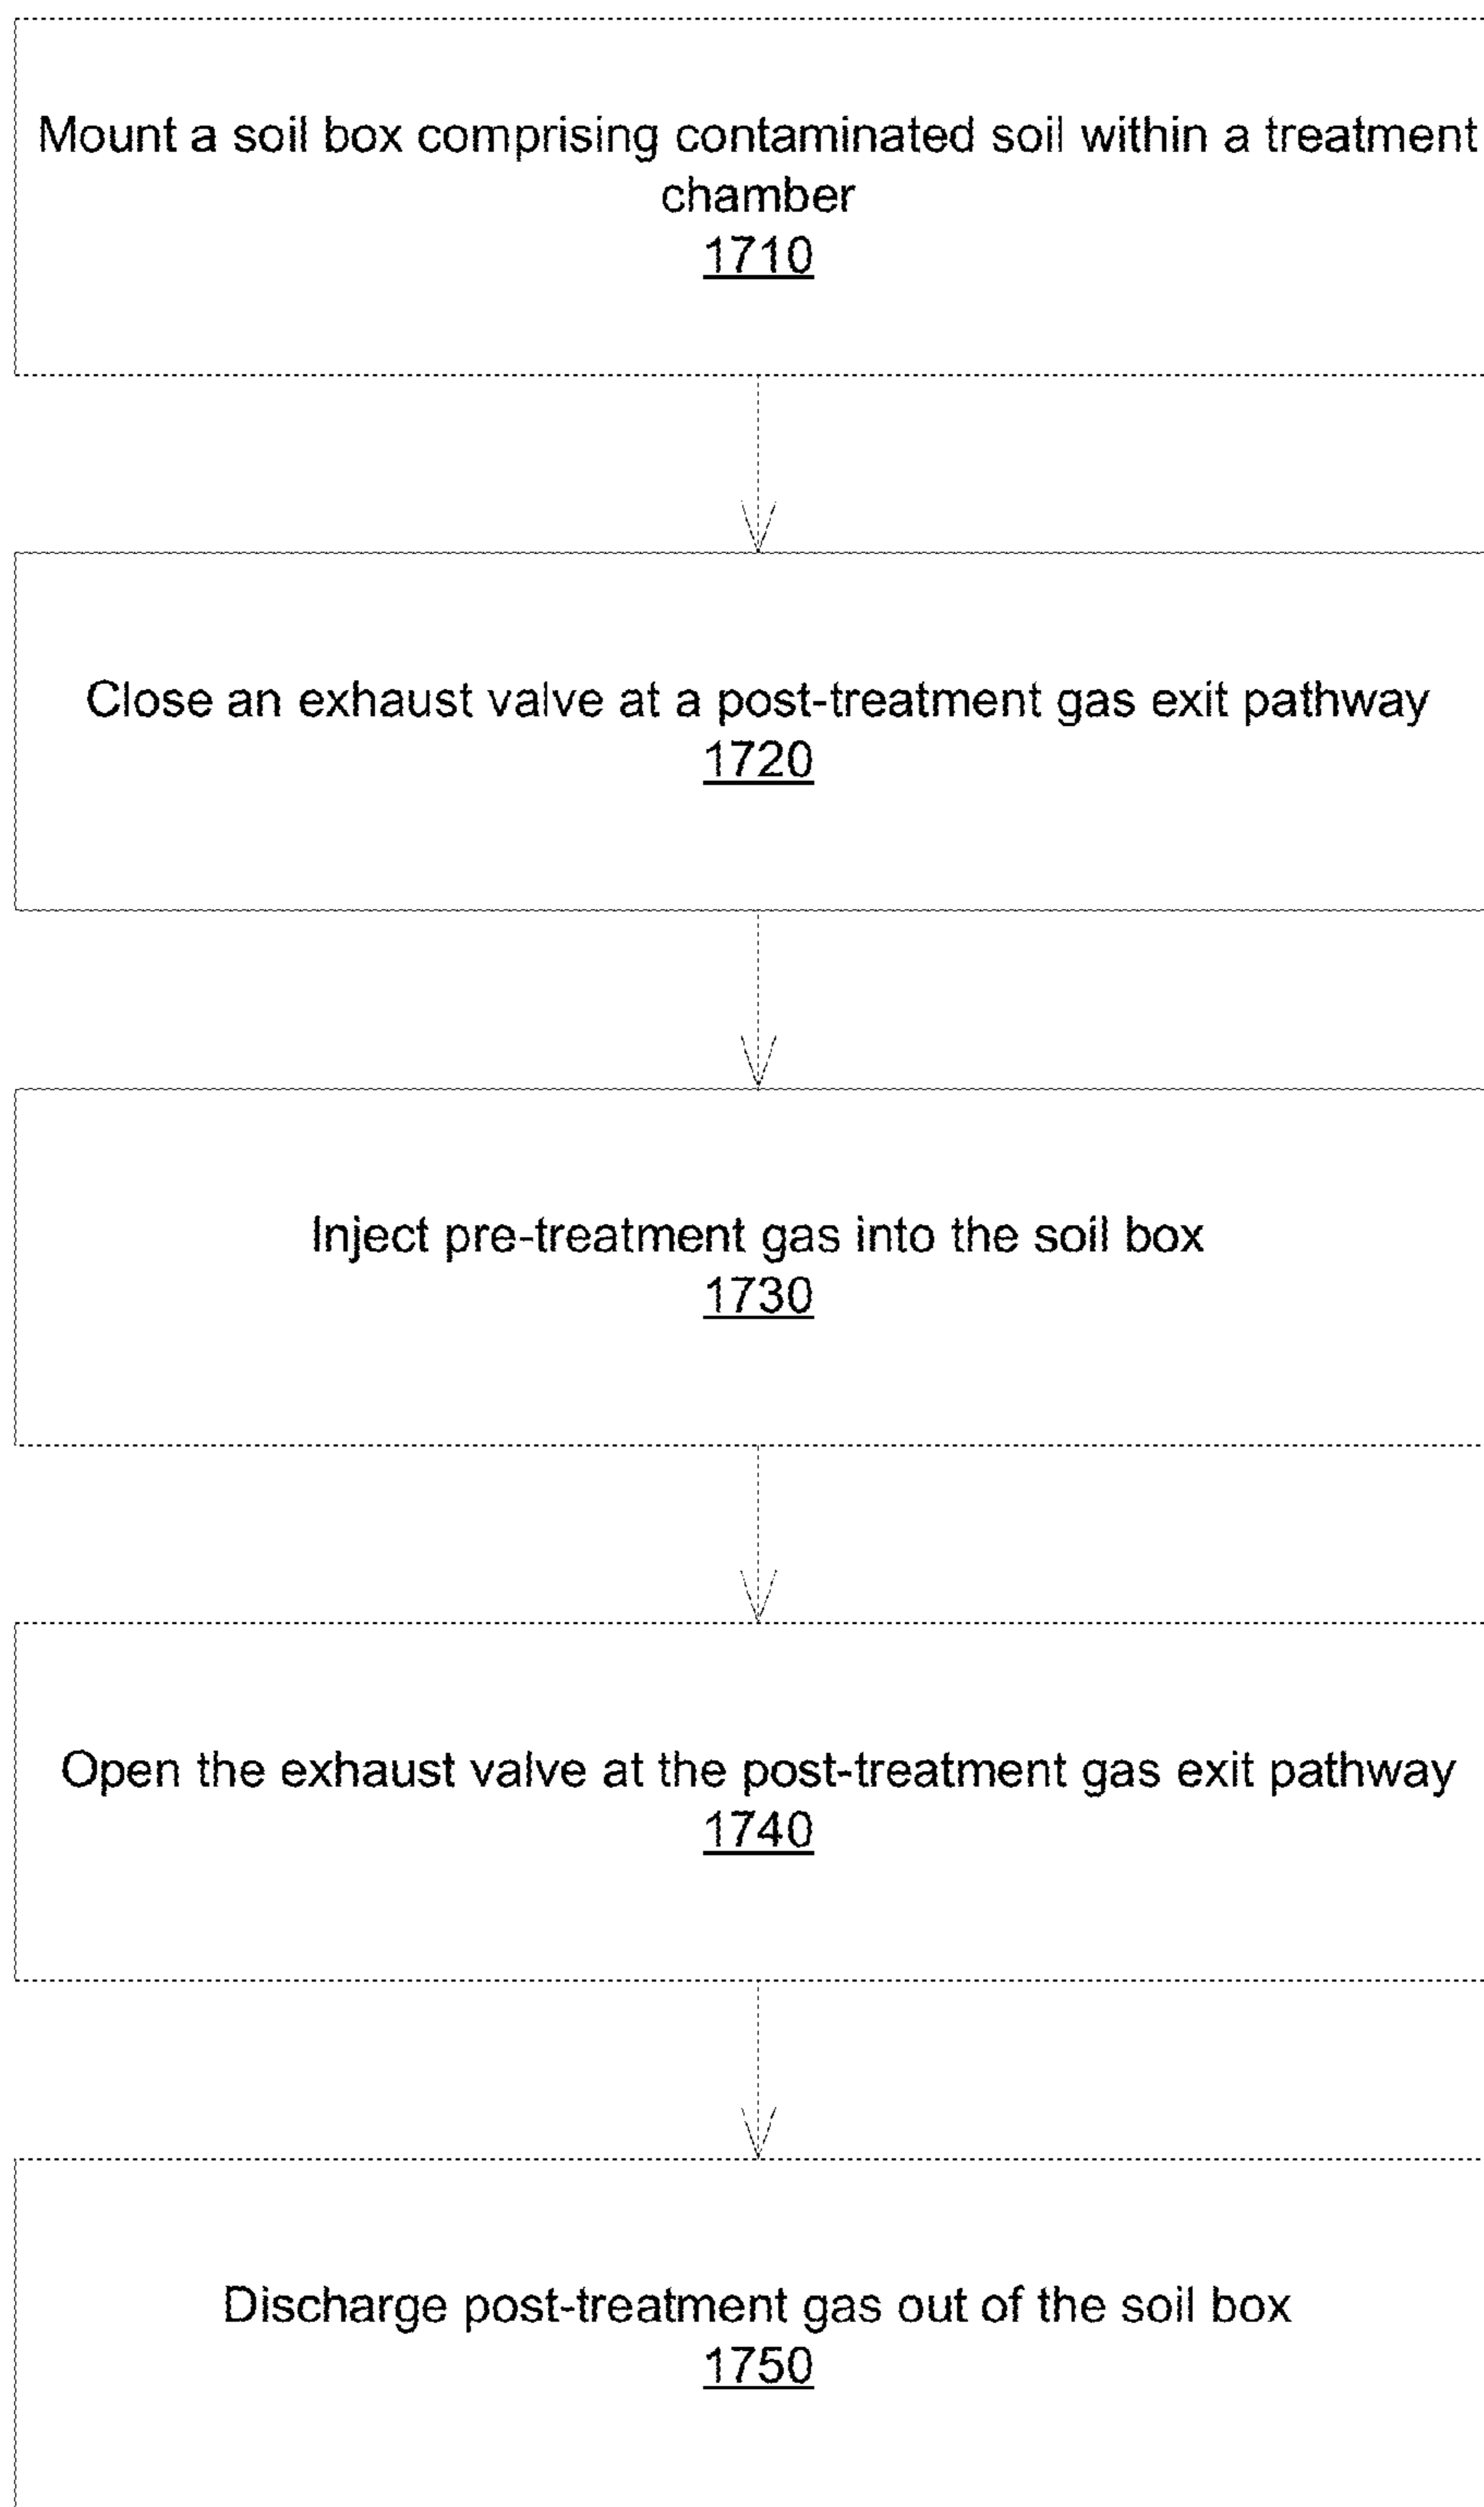 Mount a soil box comprising contaminated soil within a treatment
chamber
1710
Close an exhaust valve at a post-treatment gas exit pathway
1720
Inject pre-treatment gas into the soil box
1730
Open the exhaust valve at the post-treatment gas exit pathway
1740
Discharge post-treatment gas out of the soil box
1750